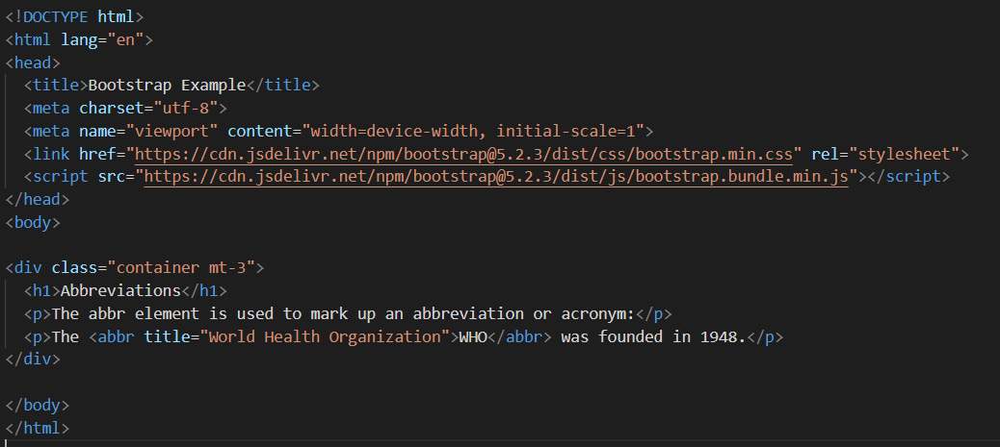 <!DOCTYPE html>
<html lang="en">
<head>
  <title>Bootstrap Example</title>
  <meta charset="utf-8">
  <meta name="viewport" content="width=device-width, initial-scale=1">
  <link href="https://cdn.jsdelivr.net/npm/bootstrap@5.2.3/dist/css/bootstrap.min.css" rel="stylesheet">
  <script src="https://cdn.jsdelivr.net/npm/bootstrap@5.2.3/dist/js/bootstrap.bundle.min.js"></script>
</head>
<body>

<div class="container mt-3">
  <h1>Abbreviations</h1>
  <p>The abbr element is used to mark up an abbreviation or acronym:</p>
  <p>The <abbr title="World Health Organization">WHO</abbr> was founded in 1948.</p>
</div>

</body>
</html>